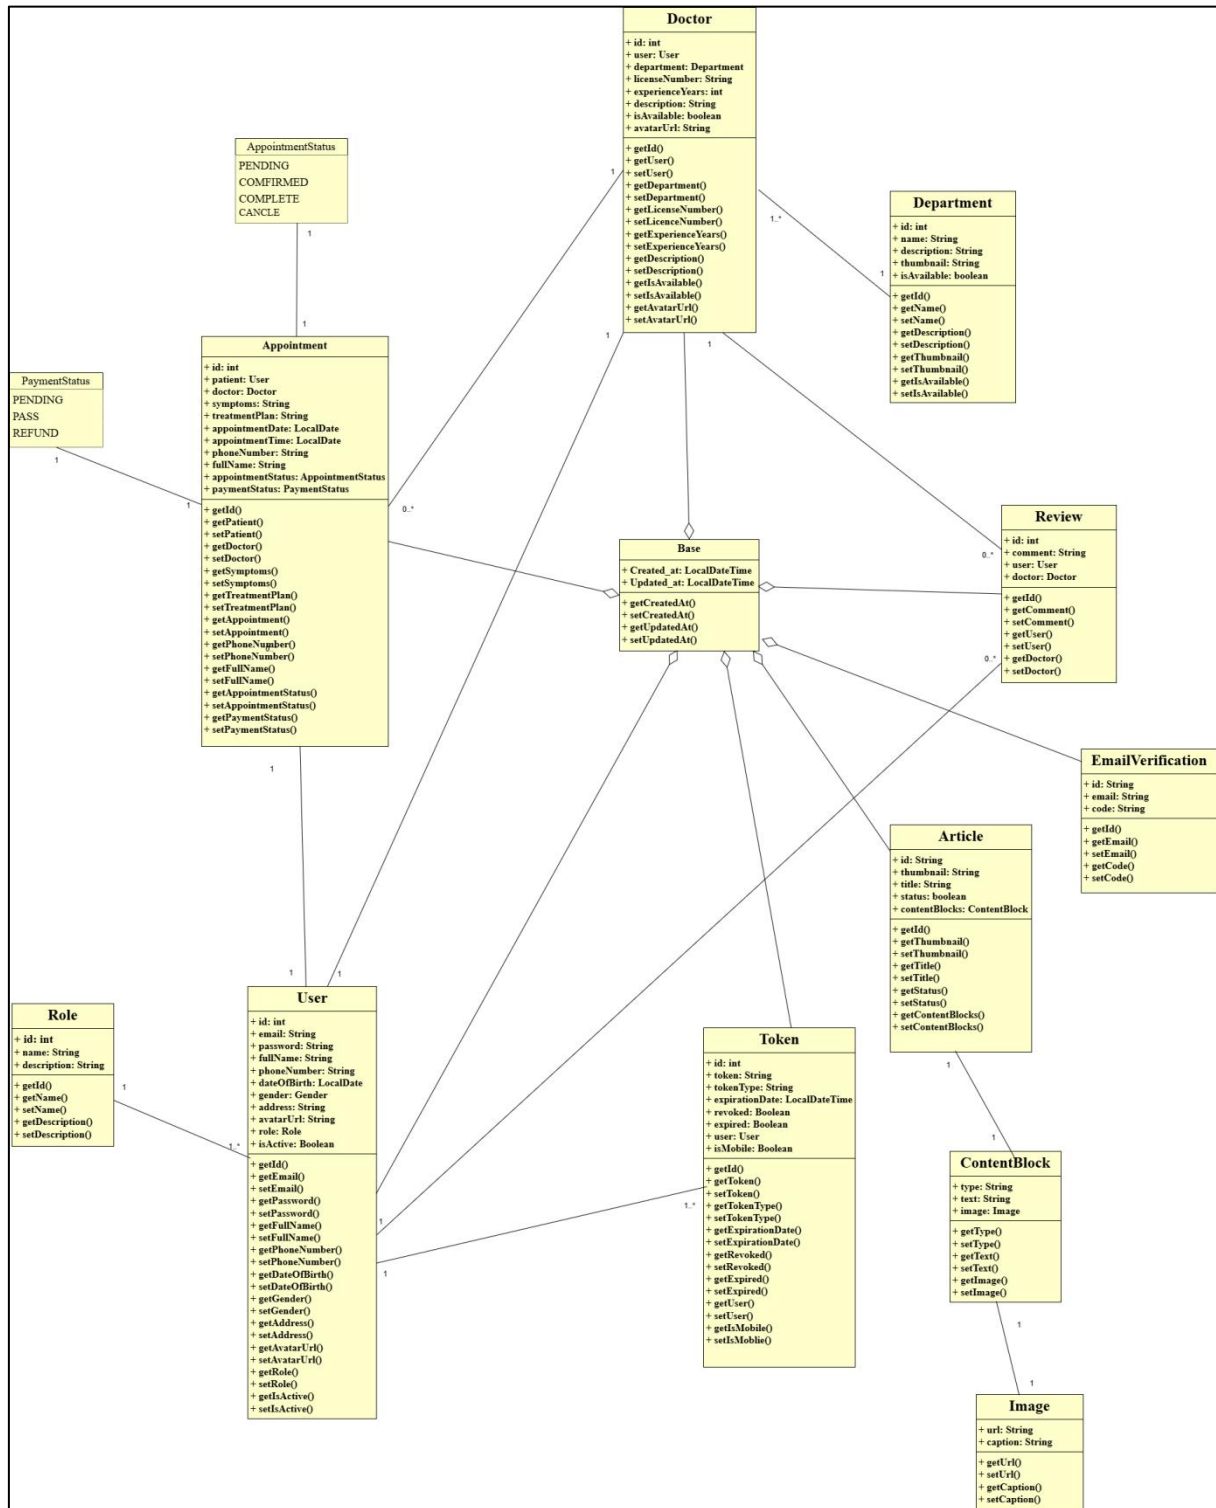 Doctor
+ id: int
+ user: User
+ department: Department
+ licenseNumber: String
+ experienceYears: int
+ description: String
+ isAvailable: boolean
+ avatarUrl: String
+ getId()
+ getUser()
+ setUser()
+ getDepartment()
+ setDepartment()
+ getLicenseNumber()
+ setLicenceNumber()
+ getExperienceYears()
+ setExperienceYears()
+ getDescription()
+ setDescription()
+ getIsAvailable()
+ setIsAvailable()
+ getAvatarUrl()
+ setAvatarUrl()
1
1..*
1
1
1
AppointmentStatus
PENDING
COMFIRMED
COMPLETE
CANCLE
1
1
Department
+ id: int
+ name: String
+ description: String
+ thumbnail: String
+ isAvailable: boolean
+ getId()
+ getName()
+ setName()
+ getDescription()
+ setDescription()
+ getThumbnail()
+ setThumbnail()
+ getIsAvailable()
+ setIsAvailable()
PaymentStatus
PENDING
PASS
REFUND
1
1
Appointment
+ id: int
+ patient: User
+ doctor: Doctor
+ symptoms: String
+ treatmentPlan: String
+ appointmentDate: LocalDate
+ appointmentTime: LocalDate
+ phoneNumber: String
+ fullName: String
+ appointmentStatus: AppointmentStatus
+ paymentStatus: PaymentStatus
+ getId()
+ getPatient()
+ setPatient()
+ getDoctor()
+ setDoctor()
+ getSymptoms()
+ setSymptoms()
+ getTreatmentPlan()
+ setTreatmentPlan()
+ getAppointment()
+ setAppointment()
+ getPhoneNumber()
+ setPhoneNumber()
+ getFullName()
+ setFullName()
+ getAppointmentStatus()
+ setAppointmentStatus()
+ getPaymentStatus()
+ setPaymentStatus()
0..*
1
Base
+ Created_at: LocalDateTime
+ Updated_at: LocalDateTime
+ getCreatedAt()
+ setCreatedAt()
+ getUpdatedAt()
+ setUpdatedAt()
Review
+ id: int
+ comment: String
+ user: User
+ doctor: Doctor
+ getId()
+ getComment()
+ setComment()
+ getUser()
+ setUser()
+ getDoctor()
+ setDoctor()
0..*
0..*
EmailVerification
+ id: String
+ email: String
+ code: String
+ getId()
+ getEmail()
+ setEmail()
+ getCode()
+ setCode()
Article
+ id: String
+ thumbnail: String
+ title: String
+ status: boolean
+ contentBlocks: ContentBlock
+ getId()
+ getThumbnail()
+ setThumbnail()
+ getTitle()
+ setTitle()
+ getStatus()
+ setStatus()
+ getContentBlocks()
+ setContentBlocks()
1
1
Role
+ id: int
+ name: String
+ description: String
+ getId()
+ getName()
+ setName()
+ getDescription()
+ setDescription()
1
1..*
1
1
User
+ id: int
+ email: String
+ password: String
+ fullName: String
+ phoneNumber: String
+ dateOfBirth: LocalDate
+ gender: Gender
+ address: String
+ avatarUrl: String
+ role: Role
+ isActive: Boolean
+ getId()
+ getEmail()
+ setEmail()
+ getPassword()
+ setPassword()
+ getFullName()
+ setFullName()
+ getPhoneNumber()
+ setPhoneNumber()
+ getDateOfBirth()
+ setDateOfBirth()
+ getGender()
+ setGender()
+ getAddress()
+ setAddress()
+ getAvatarUrl()
+ setAvatarUrl()
+ getRole()
+ setRole()
+ getIsActive()
+ setIsActive()
1
1
1..*
Token
+ id: int
+ token: String
+ tokenType: String
+ expirationDate: LocalDateTime
+ revoked: Boolean
+ expired: Boolean
+ user: User
+ isMobile: Boolean
+ getId()
+ getToken()
+ setToken()
+ getTokenType()
+ setTokenType()
+ getExpirationDate()
+ setExpirationDate()
+ getRevoked()
+ setRevoked()
+ getExpired()
+ setExpired()
+ getUser()
+ setUser()
+ getIsMobile()
+ setIsMoblie()
ContentBlock
+ type: String
+ text: String
+ image: Image
+ getType()
+ setType()
+ getText()
+ setText()
+ getImage()
+ setImage()
1
1
Image
+ url: String
+ caption: String
+ getUrl()
+ setUrl()
+ getCaption()
+ setCaption()